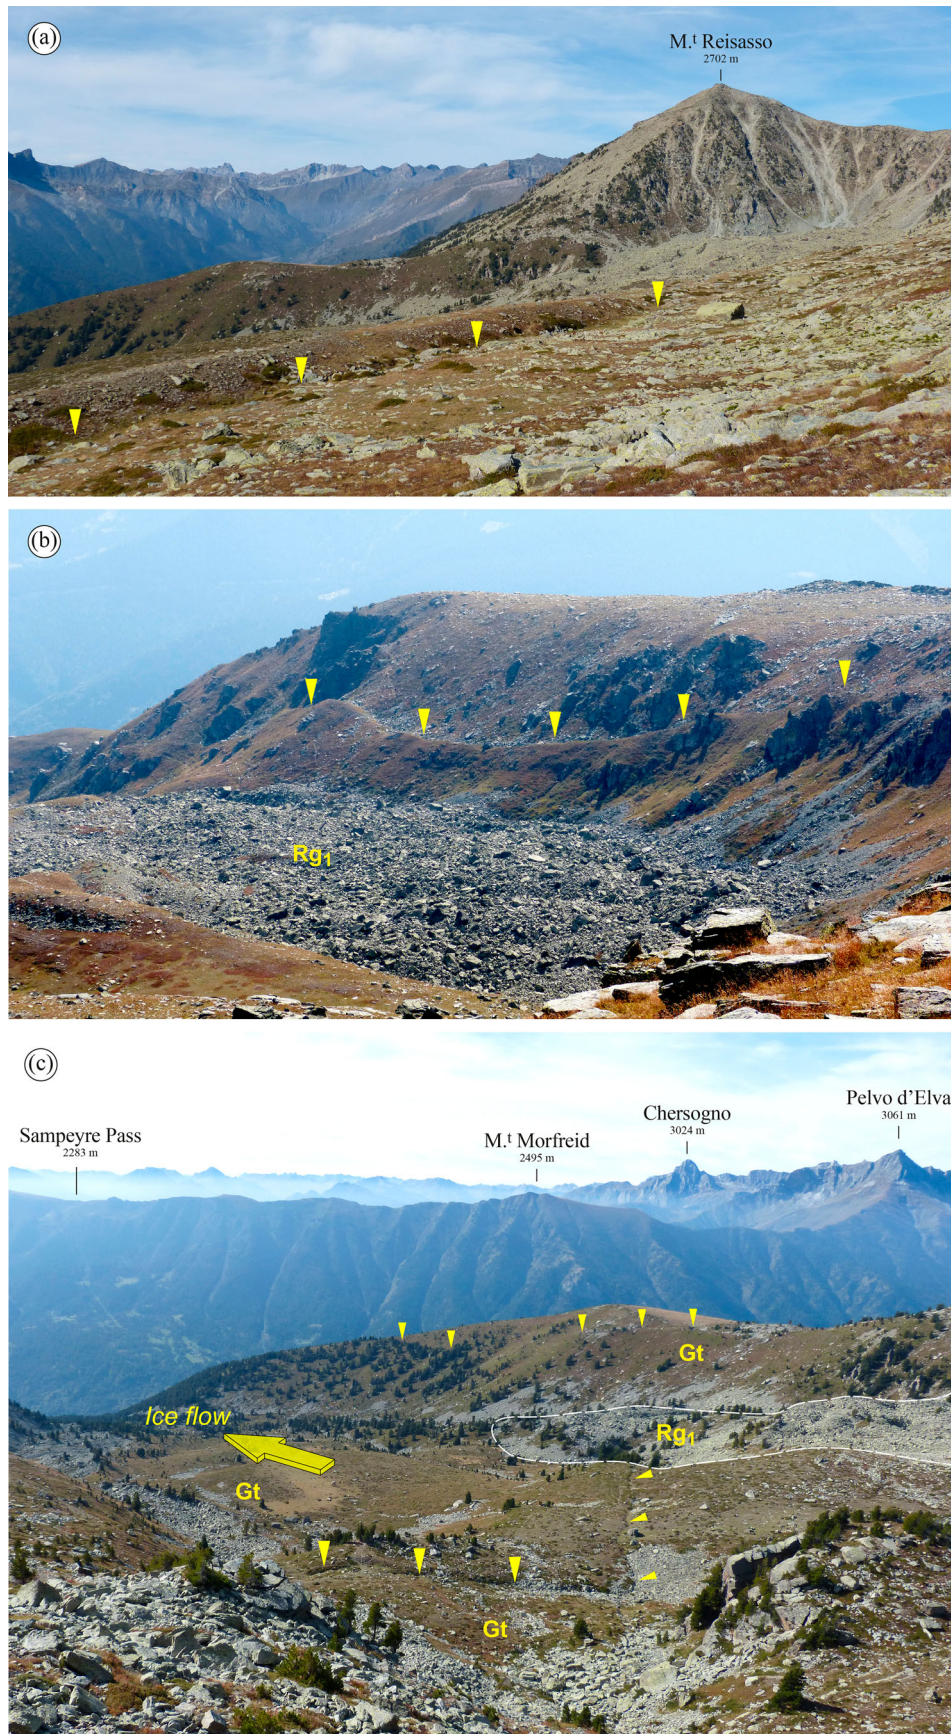 (a)
M.t Reisasso
2702 m
(b)
Rg1
(c)
Pelvo d'Elva
3061 m
Chersogno
3024 m
Sampeyre Pass
2283 m
M.t Morfreid
2495 m
Gt
Ice flow
Rg1
Gt
Gt